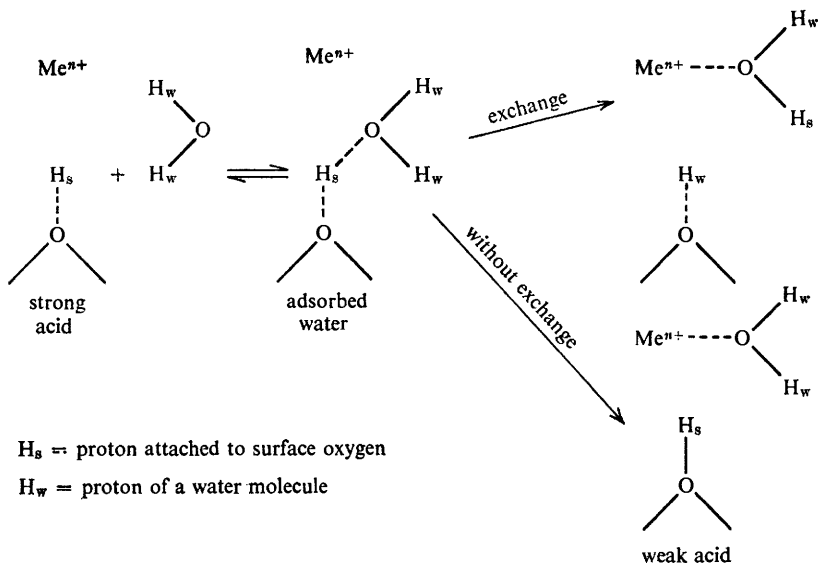 Me^{n+}
H_w
O
H_s + H_w
O
strong
acid
Me^{n+}
H_w
O
H_s
H_w
O
adsorbed
water
exchange
without exchange
Me^{n+}
H_w
O
H_s
H_w
O
Me^{n+}
H_w
O
H_w
H_s
O
weak acid
H_s = proton attached to surface oxygen
H_w = proton of a water molecule